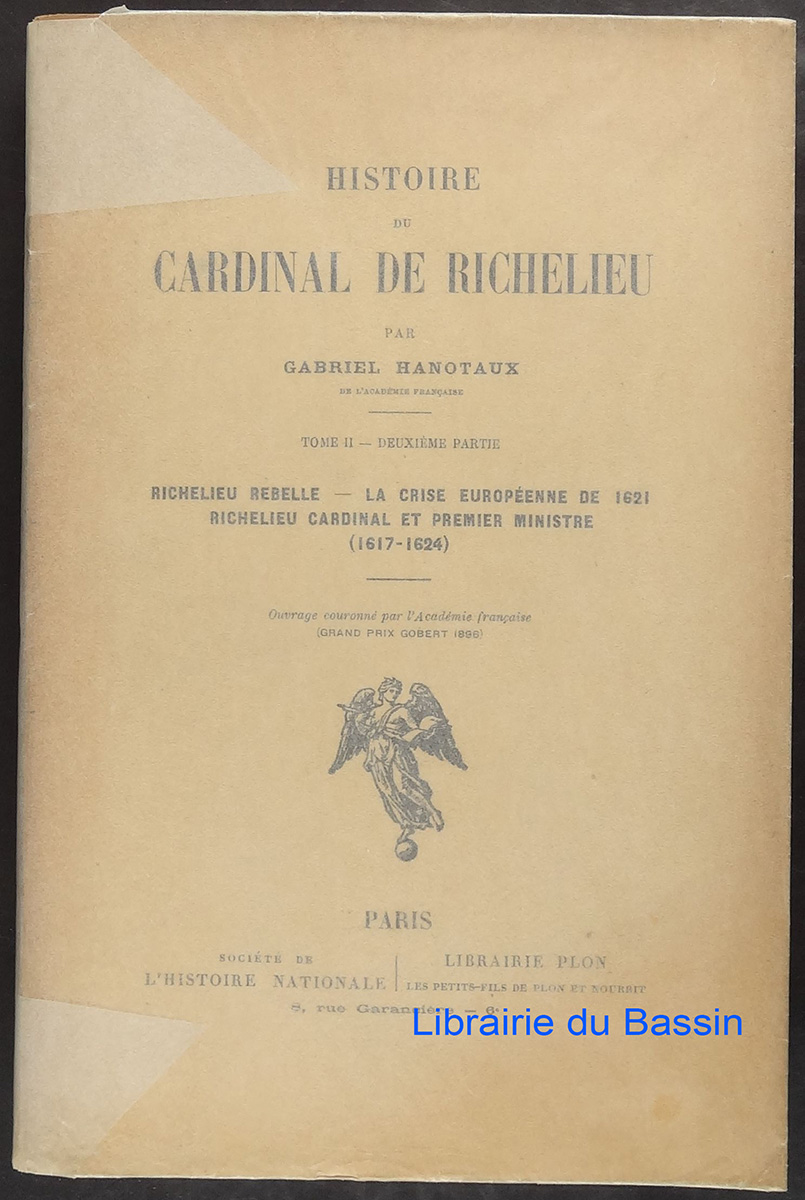 HISTOIRE
DU
CARDINAL DE RICHELIEU
PAR
GABRIEL HANOTAUX
DE L'ACADÉMIE FRANÇAISE
TOME II — DEUXIÈME PARTIE
RICHELIEU REBELLE — LA CRISE EUROPÉENNE DE 1621
RICHELIEU CARDINAL ET PREMIER MINISTRE
(1617-1624)
Ouvrage couronné par l'Académie française
(GRAND PRIX GOBERT 1896)
PARIS
SOCIÉTÉ DE
L'HISTOIRE NATIONALE
LIBRAIRIE PLON
LES PETITS-FILS DE PLON ET NOURRIT
8, rue Garancière — 6e
Librairie du Bassin